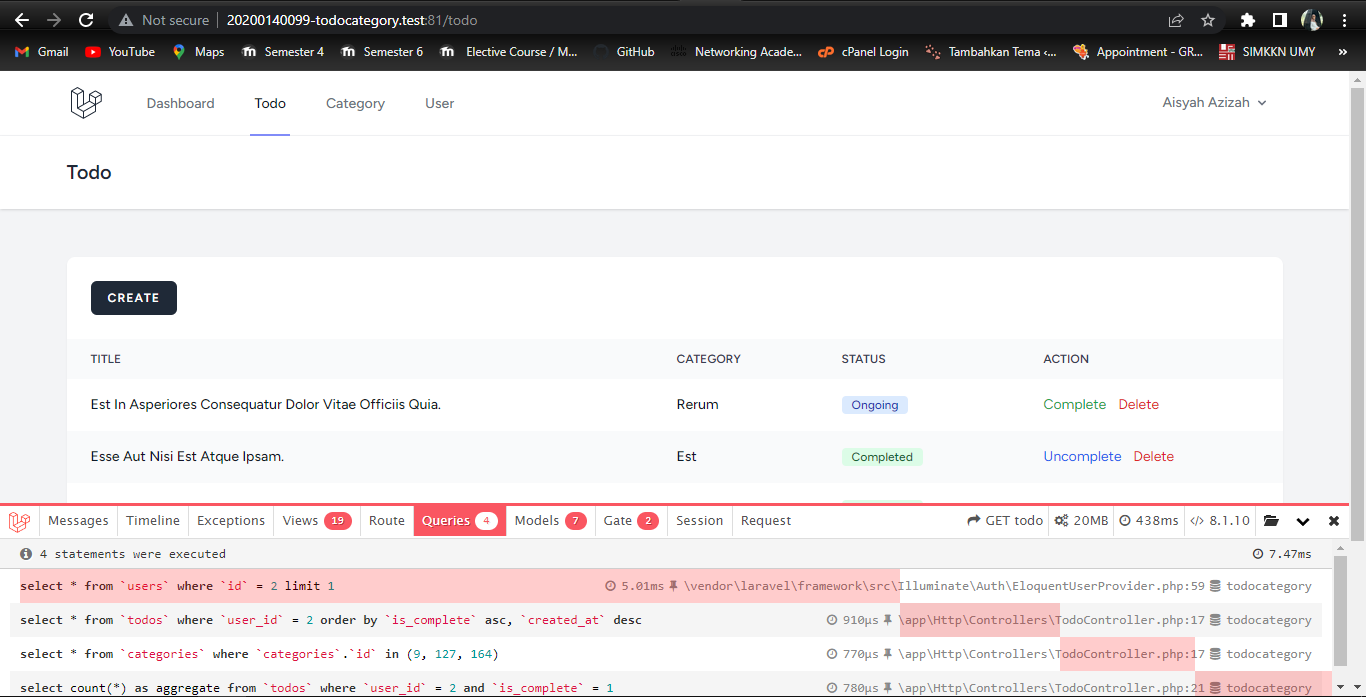 Not secure 20200140099-todocategory.test:81/todo
Gmail YouTube Maps Semester 4 Semester 6 Elective Course / M... GitHub Networking Acade... cPanel Login Tambahkan Tema ‹... Appointment - GR... SIMKKN UMY »
Dashboard Todo Category User Aisyah Azizah
Todo
CREATE
TITLE CATEGORY STATUS ACTION
Est In Asperiores Consequatur Dolor Vitae Officiis Quia. Rerum Ongoing Complete Delete
Esse Aut Nisi Est Atque Ipsam. Est Completed Uncomplete Delete
Messages Timeline Exceptions Views 19 Route Queries 4 Models 7 Gate 2 Session Request GET todo 20MB 438ms 8.1.10
4 statements were executed 7.47ms
select * from `users` where `id` = 2 limit 1 5.01ms \vendor\laravel\framework\src\Illuminate\Auth\EloquentUserProvider.php:59 todocategory
select * from `todos` where `user_id` = 2 order by `is_complete` asc, `created_at` desc 910μs \app\Http\Controllers\TodoController.php:17 todocategory
select * from `categories` where `categories`.`id` in (9, 127, 164) 770μs \app\Http\Controllers\TodoController.php:17 todocategory
select count(*) as aggregate from `todos` where `user_id` = 2 and `is_complete` = 1 780μs \app\Http\Controllers\TodoController.php:21 todocategory